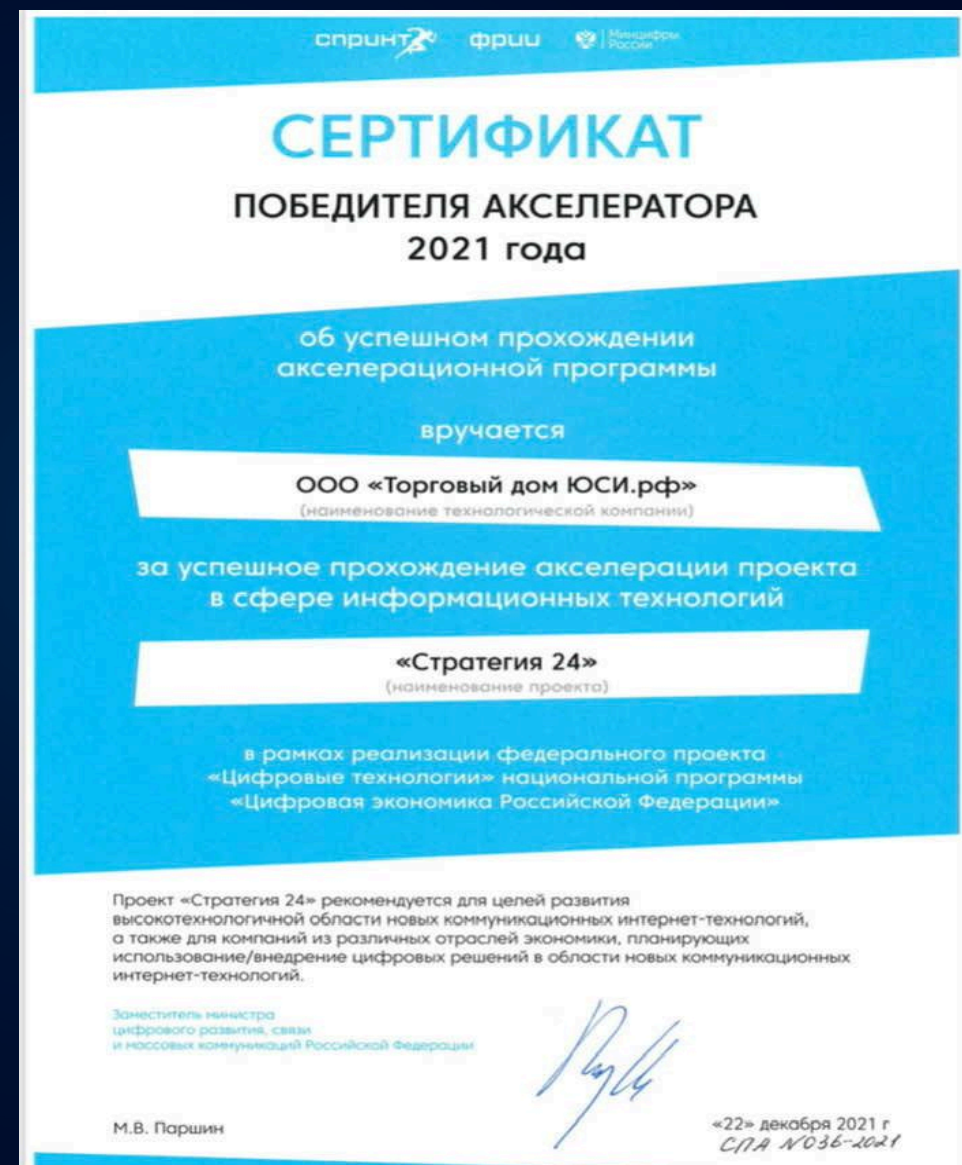 спринт фрии Минцифры
России
СЕРТИФИКАТ
ПОБЕДИТЕЛЯ АКСЕЛЕРАТОРА
2021 года
об успешном прохождении
акселерационной программы
вручается
ООО «Торговый дом ЮСИ.рф»
(наименование технологической компании)
за успешное прохождение акселерации проекта
в сфере информационных технологий
«Стратегия 24»
(наименование проекта)
в рамках реализации федерального проекта
«Цифровые технологии» национальной программы
«Цифровая экономика Российской Федерации»
Проект «Стратегия 24» рекомендуется для целей развития
высокотехнологичной области новых коммуникационных интернет-технологий,
а также для компаний из различных отраслей экономики, планирующих
использование/внедрение цифровых решений в области новых коммуникационных
интернет-технологий.
Заместитель министра
цифрового развития, связи
и массовых коммуникаций Российской Федерации
М.В. Паршин
«22» декабря 2021 г
СПА №036-2021